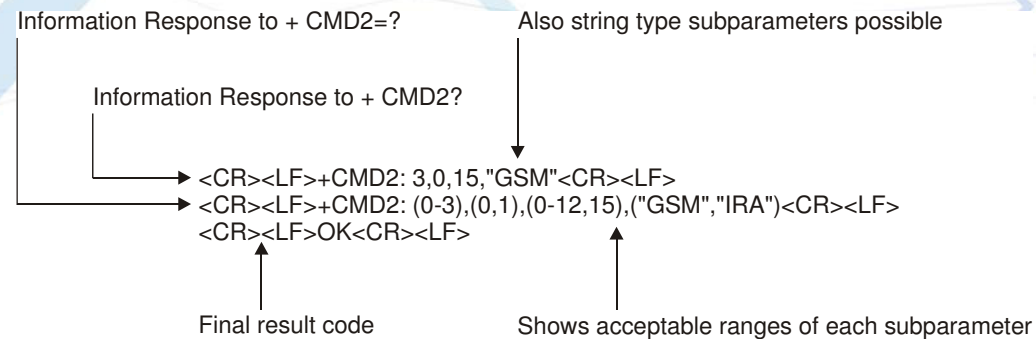 Information Response to + CMD2=?
Also string type subparameters possible
Information Response to + CMD2?
<CR><LF>+CMD2: 3,0,15,"GSM"<CR><LF>
<CR><LF>+CMD2: (0-3),(0,1),(0-12,15),("GSM","IRA")<CR><LF>
<CR><LF>OK<CR><LF>
Final result code
Shows acceptable ranges of each subparameter